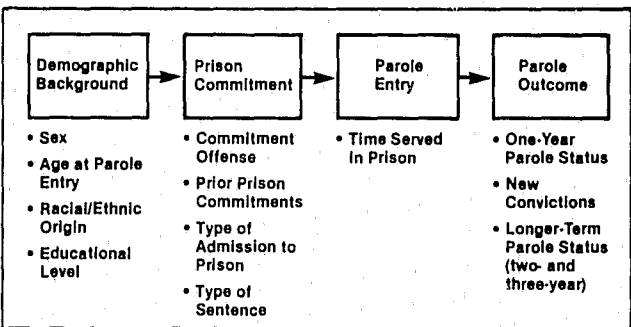 Demographic
Background
Prison
Commitment
Parole
Entry
Parole
Outcome
• Sex
• Age at Parole
Entry
• Racial/Ethnic
Origin
• Educational
Level
• Commitment
Offense
• Prior Prison
Commitments
• Type of
Admission to
Prison
• Type of
Sentence
• Time Served
in Prison
• One-Year
Parole Status
• New
Convictions
• Longer-Term
Parole Status
(two- and
three-year)